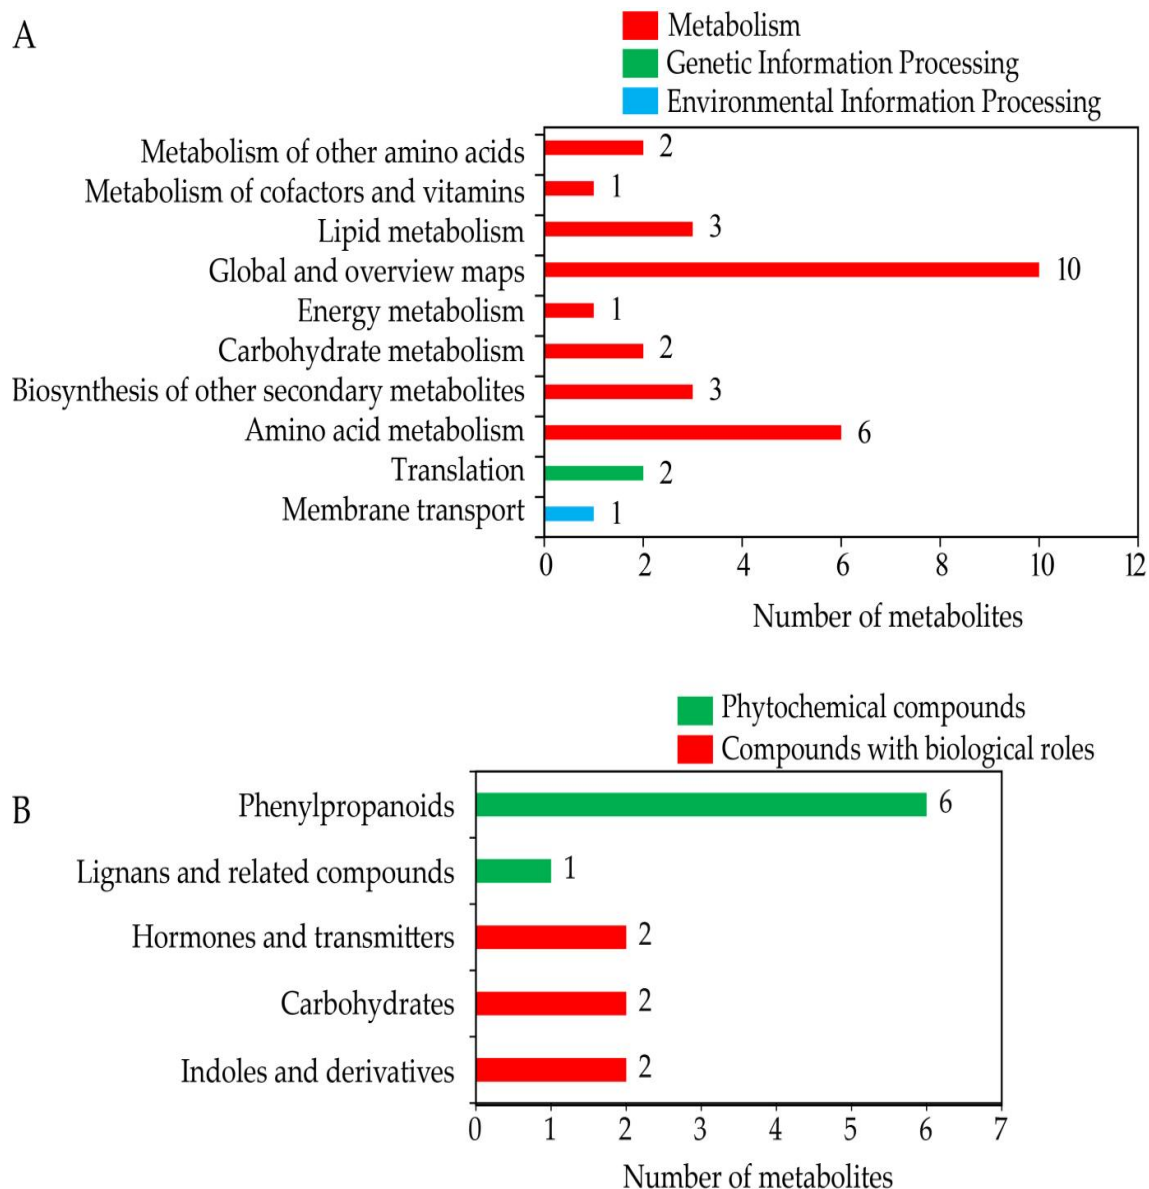 A
Metabolism
Genetic Information Processing
Environmental Information Processing
Metabolism of other amino acids 2
Metabolism of cofactors and vitamins 1
Lipid metabolism 3
Global and overview maps 10
Energy metabolism 1
Carbohydrate metabolism 2
Biosynthesis of other secondary metabolites 3
Amino acid metabolism 6
Translation 2
Membrane transport 1
0 2 4 6 8 10 12
Number of metabolites
Phytochemical compounds
Compounds with biological roles
B
Phenylpropanoids 6
Lignans and related compounds 1
Hormones and transmitters 2
Carbohydrates 2
Indoles and derivatives 2
0 1 2 3 4 5 6 7
Number of metabolites